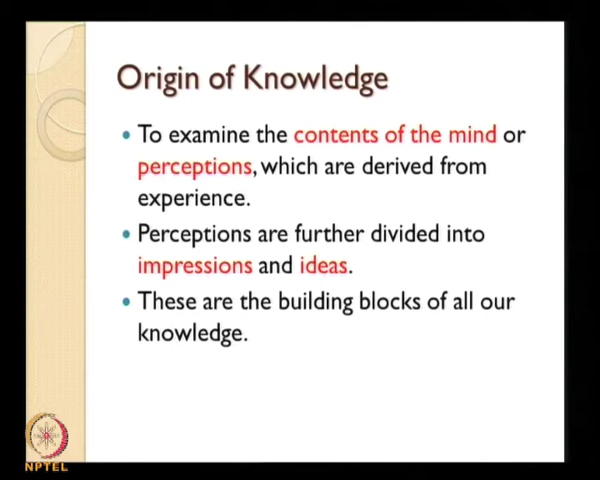 Origin of Knowledge
• To examine the contents of the mind or
perceptions, which are derived from
experience.
• Perceptions are further divided into
impressions and ideas.
• These are the building blocks of all our
knowledge.
NPTEL